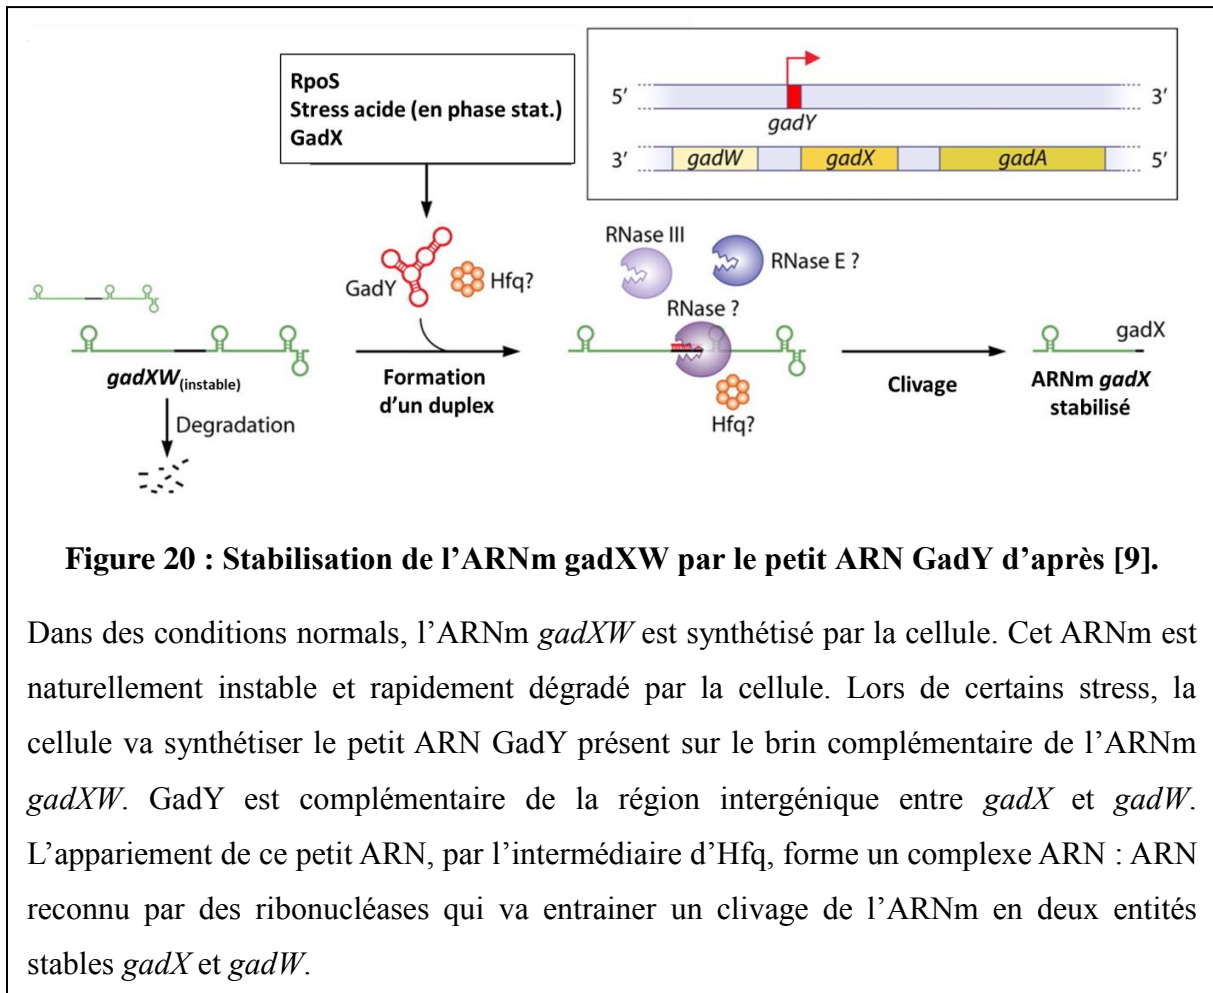 RpoS
Stress acide (en phase stat.)
GadX
5′
3′
gadY
3′
gadW
gadX
gadA
5′
RNase III
RNase E ?
GadY
Hfq?
RNase ?
gadXW(instable)
Formation
d’un duplex
Hfq?
Clivage
gadX
ARNm gadX
stabilisé
Degradation
Figure 20 : Stabilisation de l’ARNm gadXW par le petit ARN GadY d’après [9].
Dans des conditions normals, l’ARNm gadXW est synthétisé par la cellule. Cet ARNm est
naturellement instable et rapidement dégradé par la cellule. Lors de certains stress, la
cellule va synthétiser le petit ARN GadY présent sur le brin complémentaire de l’ARNm
gadXW. GadY est complémentaire de la région intergénique entre gadX et gadW.
L’appariement de ce petit ARN, par l’intermédiaire d’Hfq, forme un complexe ARN : ARN
reconnu par des ribonucléases qui va entrainer un clivage de l’ARNm en deux entités
stables gadX et gadW.